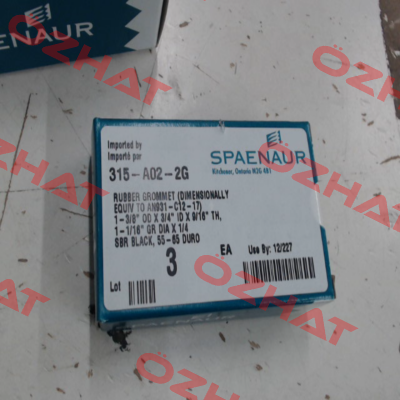 ENAUR
Imported by
Importé par
315-A02-2G
SPAENAUR
Kitchener, Ontario N2G 4B1
RUBBER GROMMET (DIMENSIONALLY
EQUIV TO AN931-C12-17)
1-3/8" OD X 3/4" ID X 9/16" TH,
1-1/16" GR DIA X 1/4
SBR BLACK, 55-65 DURO
3 EA Use By: 12/227
Lot
OZHAT
OZHAT
OZHAT
OZHAT
OZHAT